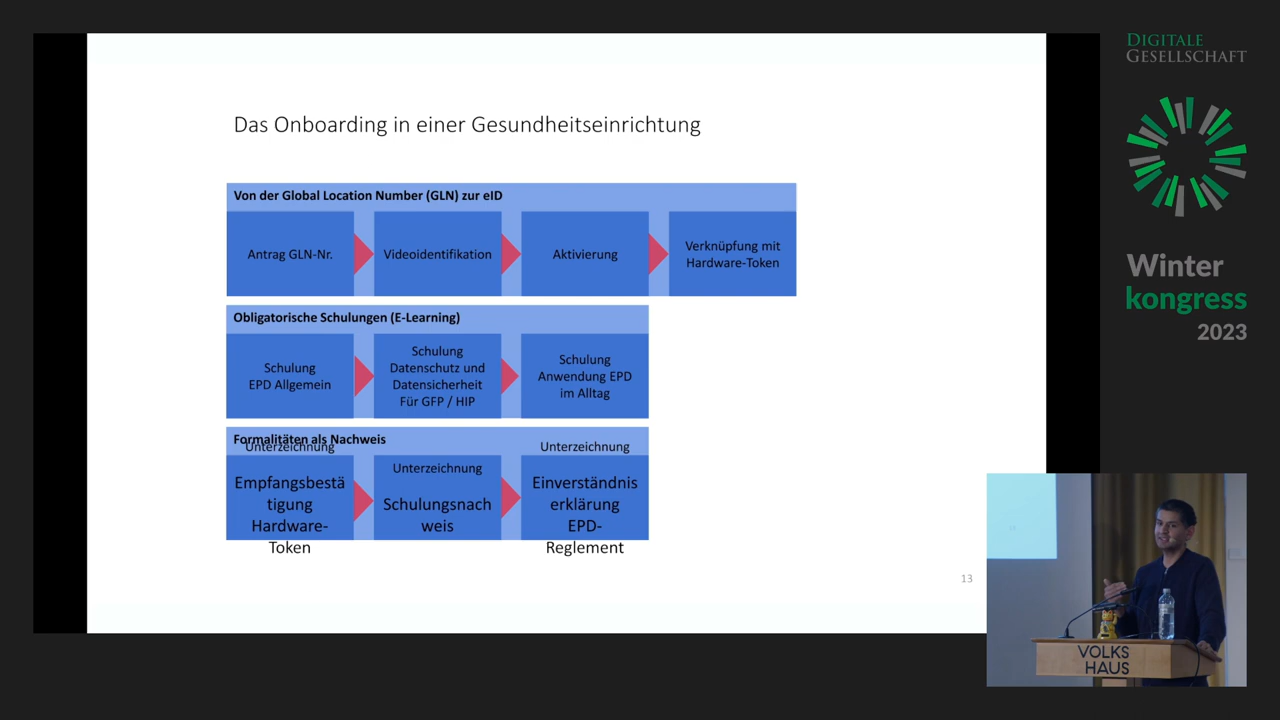 Das Onboarding in einer Gesundheitseinrichtung
Von der Global Location Number (GLN) zur eID
Antrag GLN-Nr.
Videoidentifikation
Aktivierung
Verknüpfung mit
Hardware-Token
Obligatorische Schulungen (E-Learning)
Schulung
EPD Allgemein
Schulung
Datenschutz und
Datensicherheit
Für GFP / HIP
Schulung
Anwendung EPD
im Alltag
Formalitäten als Nachweis
Unterzeichnung
Empfangsbestä
tigung
Hardware-
Token
Unterzeichnung
Schulungsnach
weis
Unterzeichnung
Einverständnis
erklärung
EPD-
Reglement
13
DIGITALE
GESELLSCHAFT
Winter
kongress
2023
VOLKS
HAUS